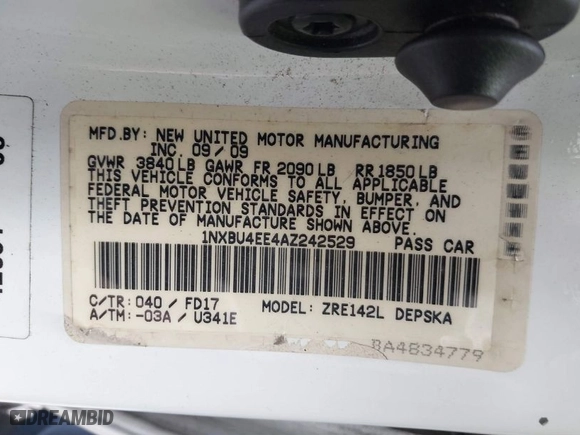 MFD.BY: NEW UNITED MOTOR MANUFACTURING
INC. 09/09
GVWR 3840 LB GAWR FR 2090 LB RR 1850 LB
THIS VEHICLE CONFORMS TO ALL APPLICABLE
FEDERAL MOTOR VEHICLE SAFETY, BUMPER, AND
THEFT PREVENTION STANDARDS IN EFFECT ON
THE DATE OF MANUFACTURE SHOWN ABOVE.
1NXBU4EE4AZ242529 PASS CAR
C/TR: 040 / FD17 MODEL: ZRE142L DEPSKA
A/TM: -03A / U341E
BA4834779
DREAMBID